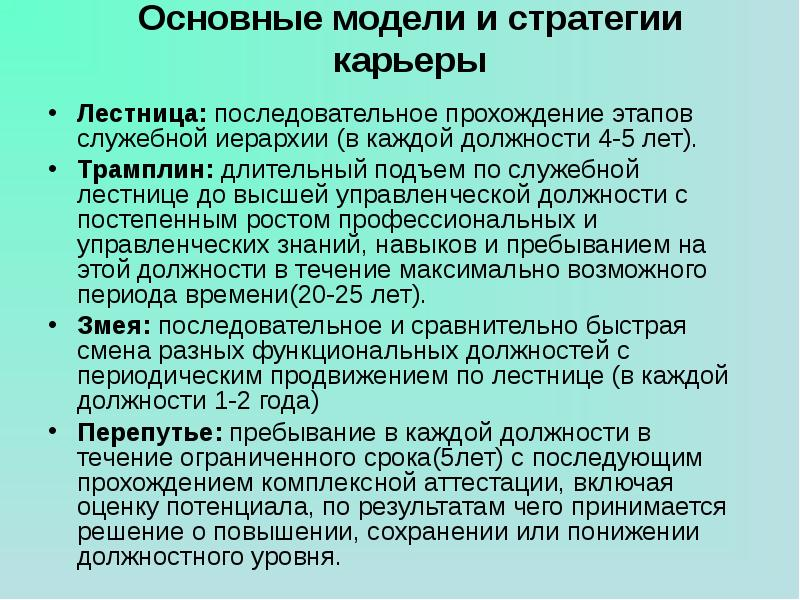 Основные модели и стратегии
карьеры
• Лестница: последовательное прохождение этапов
служебной иерархии (в каждой должности 4-5 лет).
• Трамплин: длительный подъем по служебной
лестнице до высшей управленческой должности с
постепенным ростом профессиональных и
управленческих знаний, навыков и пребыванием на
этой должности в течение максимально возможного
периода времени(20-25 лет).
• Змея: последовательное и сравнительно быстрая
смена разных функциональных должностей с
периодическим продвижением по лестнице (в каждой
должности 1-2 года)
• Перепутье: пребывание в каждой должности в
течение ограниченного срока(5лет) с последующим
прохождением комплексной аттестации, включая
оценку потенциала, по результатам чего принимается
решение о повышении, сохранении или понижении
должностного уровня.